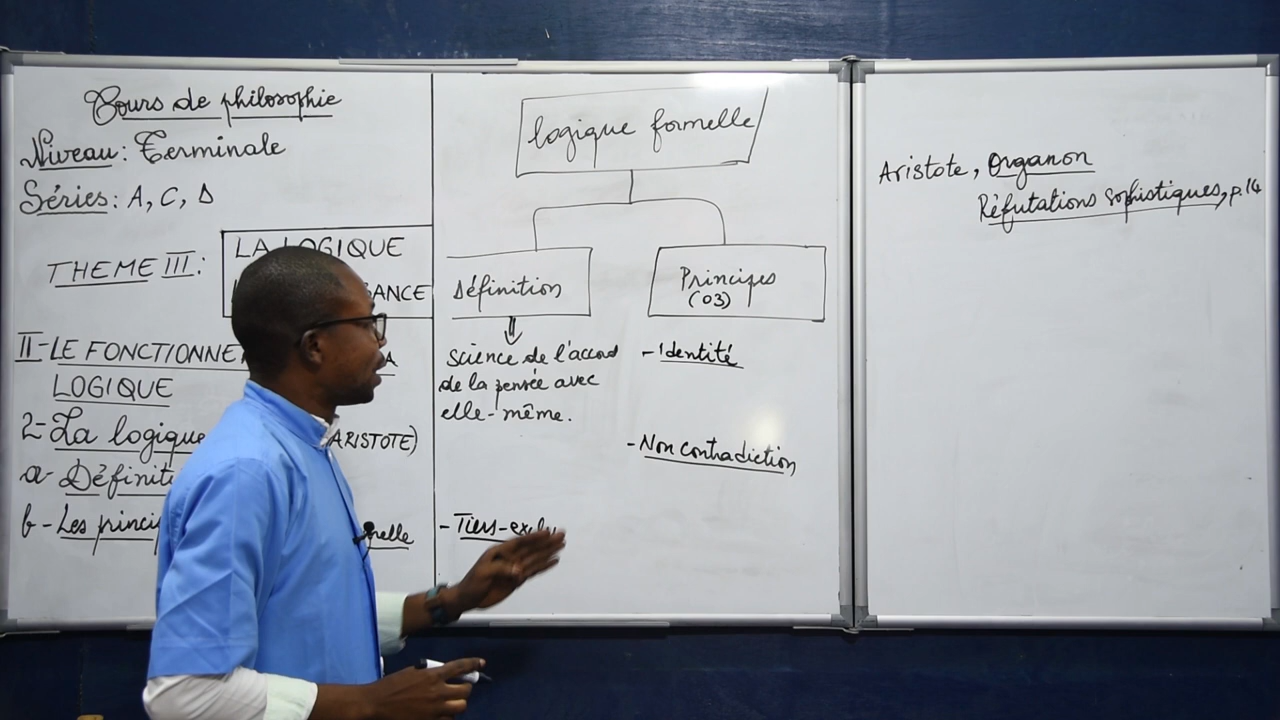 Cours de philosophie
Niveau: Terminale
Séries: A, C, D
THEME III:
LA LOGIQUE
II-LE FONCTIONNE
LOGIQUE
2-La logique ARISTOTE)
a-Définit
b-Les princi
logique formelle
Définition
Principes
(03)
Science de l'accord
de la pensée avec
elle-même.
-Identité
-Non contradiction
-Tiers-exclu
Aristote, Organon
Réfutations sophistiques, p.14